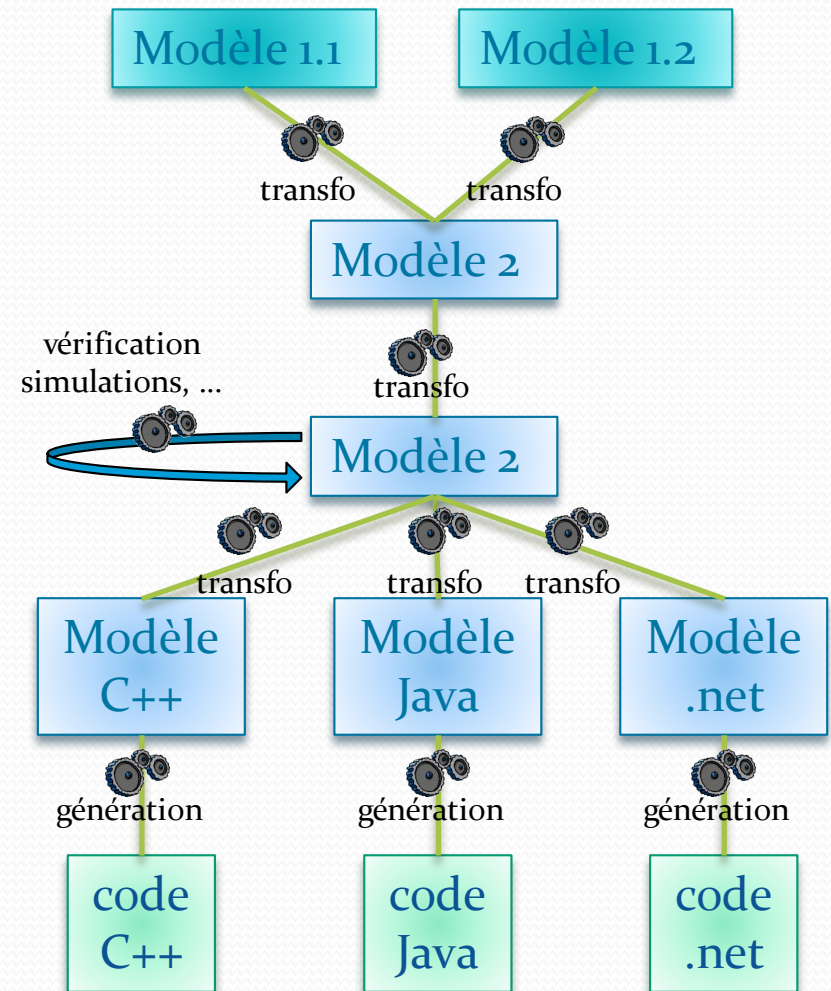 Modèle 1.1
Modèle 1.2
transfo
transfo
Modèle 2
vérification
simulations, ...
transfo
Modèle 2
transfo
transfo
transfo
Modèle
C++
Modèle
Java
Modèle
.net
génération
génération
génération
code
C++
code
Java
code
.net